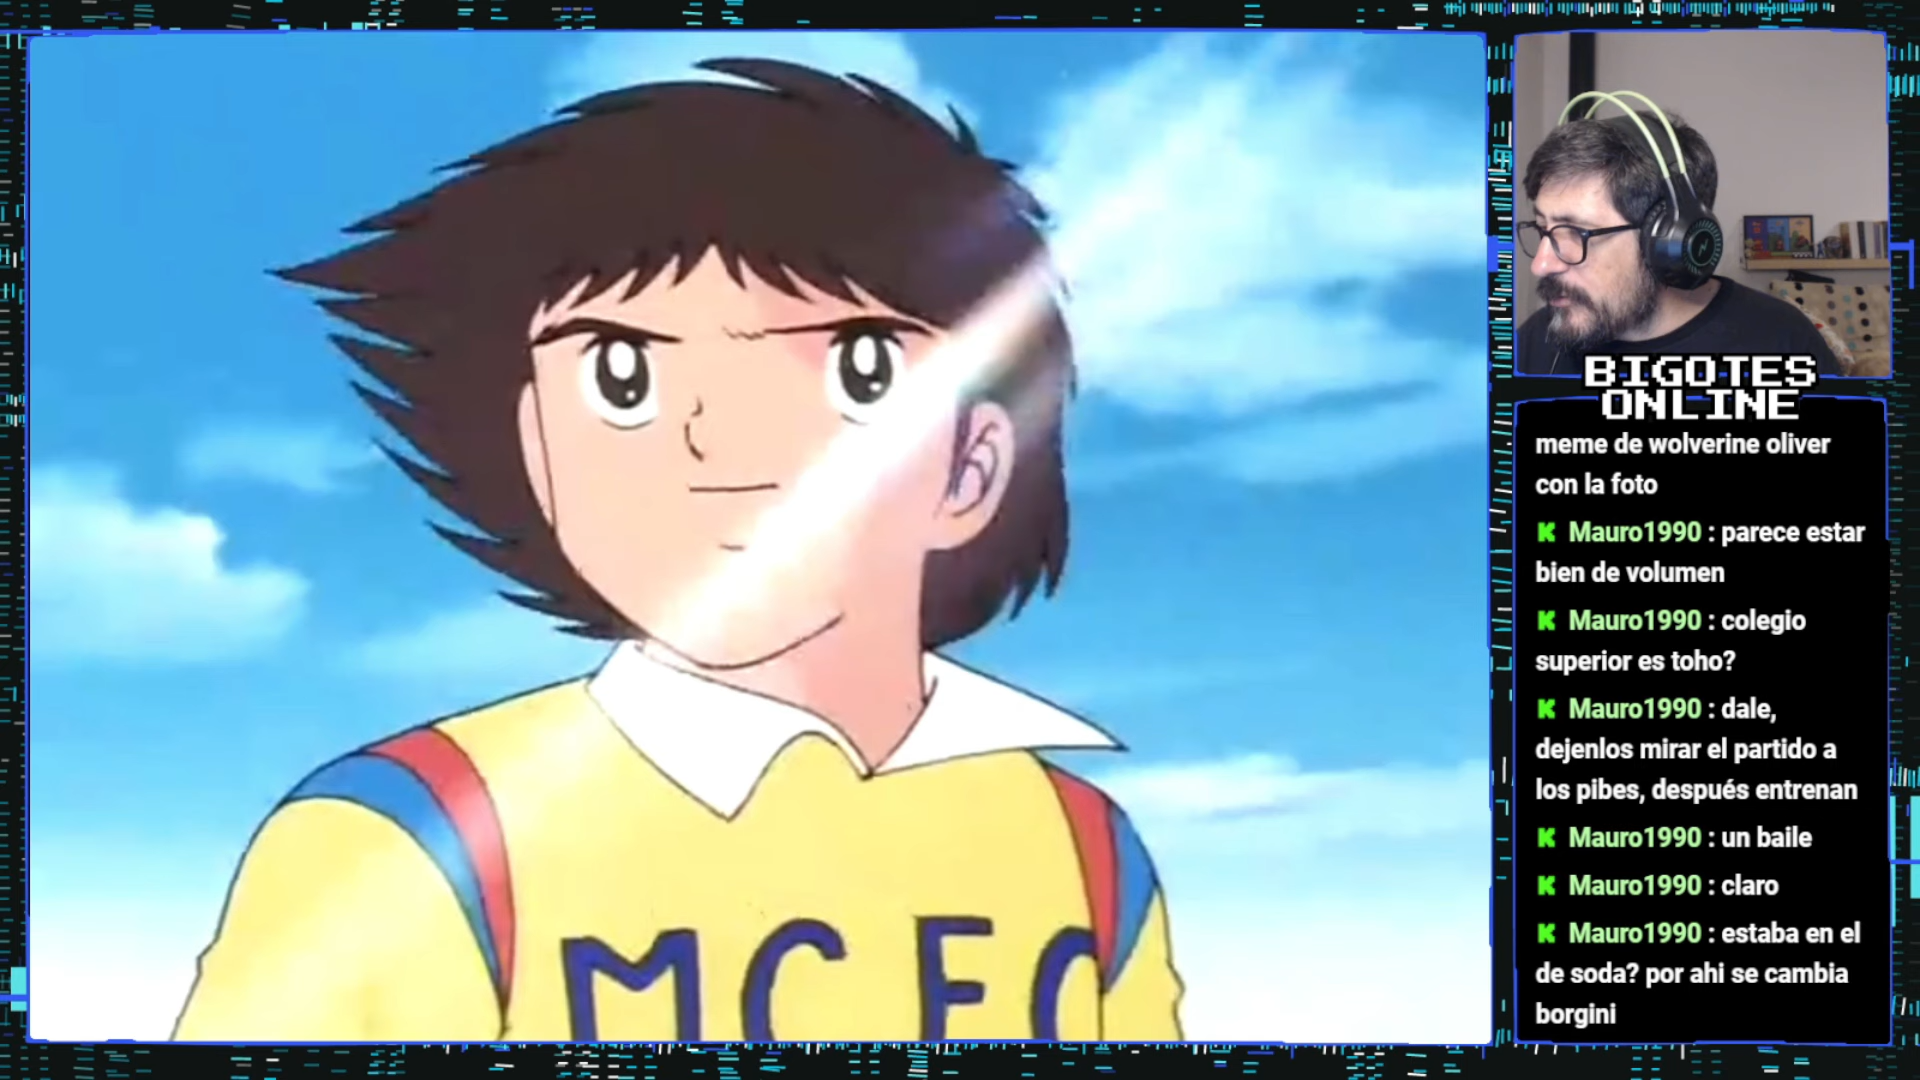 BIGOTES
ONLINE
meme de wolverine oliver
con la foto
Mauro1990 : parece estar
bien de volumen
Mauro1990 : colegio
superior es toho?
Mauro1990 : dale,
dejenlos mirar el partido a
los pibes, después entrenan
Mauro1990 : un baile
Mauro1990 : claro
Mauro1990 : estaba en el
de soda? por ahi se cambia
borgini
MCFC